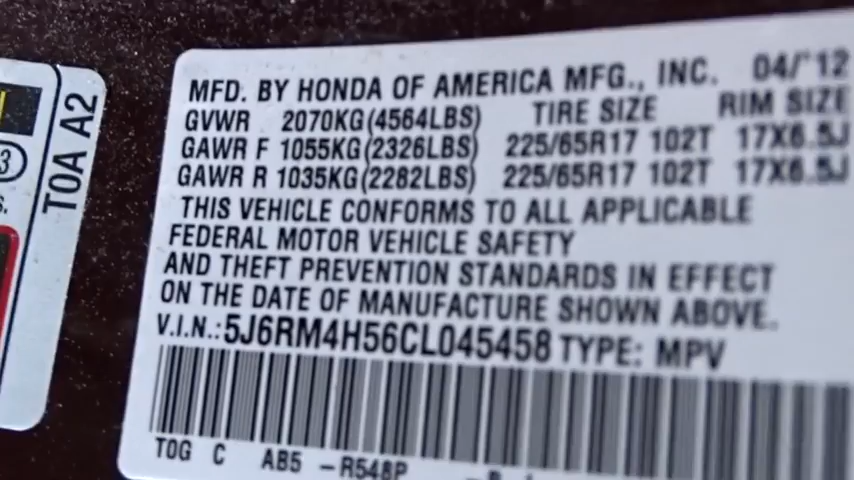 MFD. BY HONDA OF AMERICA MFG., INC. 04/'12
GVWR 2070KG(4564LBS) TIRE SIZE RIM SIZE
GAWR F 1055KG(2326LBS) 225/65R17 102T 17X6.5J
GAWR R 1035KG(2282LBS) 225/65R17 102T 17X6.5J
THIS VEHICLE CONFORMS TO ALL APPLICABLE
FEDERAL MOTOR VEHICLE SAFETY
AND THEFT PREVENTION STANDARDS IN EFFECT
ON THE DATE OF MANUFACTURE SHOWN ABOVE.
V.I.N.: 5J6RM4H56CL045458 TYPE: MPV
T0G C AB5 -R548P
T0A A2
3